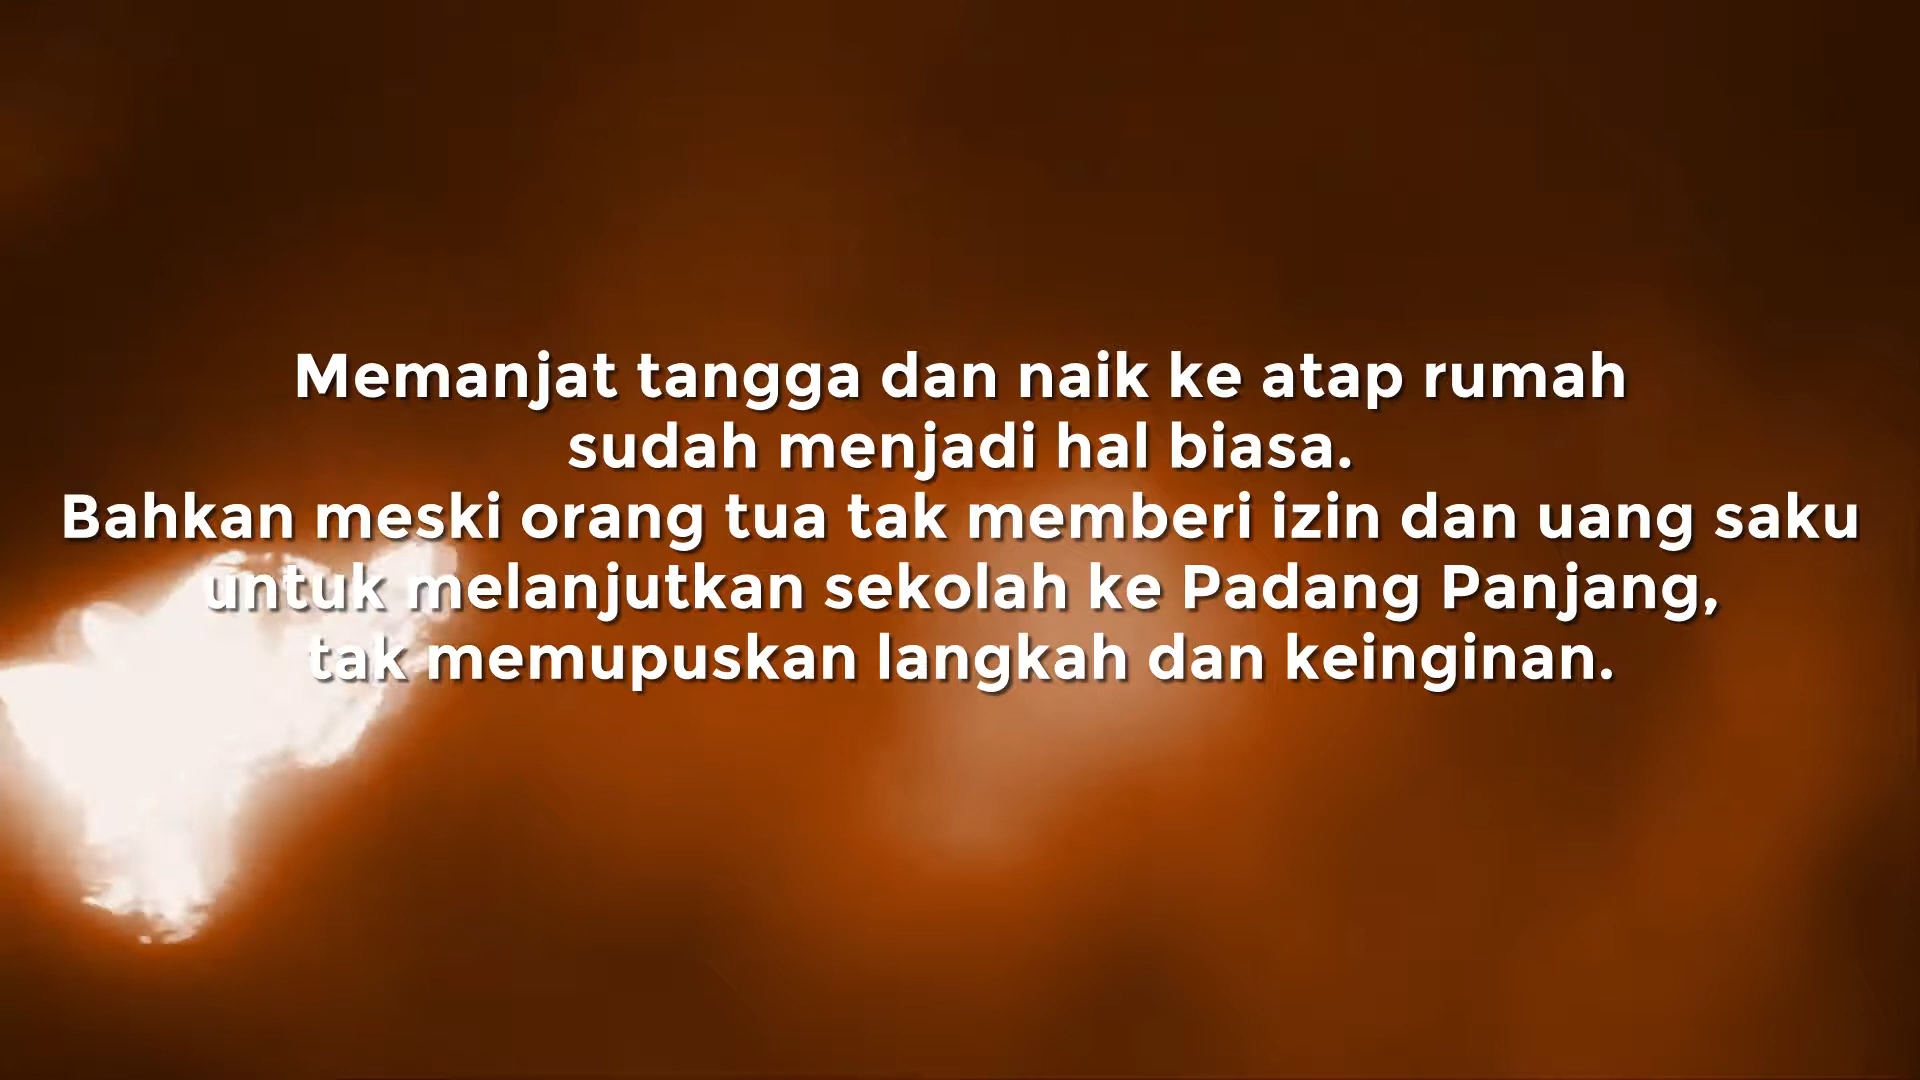 Memanjat tangga dan naik ke atap rumah
sudah menjadi hal biasa.
Bahkan meski orang tua tak memberi izin dan uang saku
untuk melanjutkan sekolah ke Padang Panjang,
tak memupuskan langkah dan keinginan.